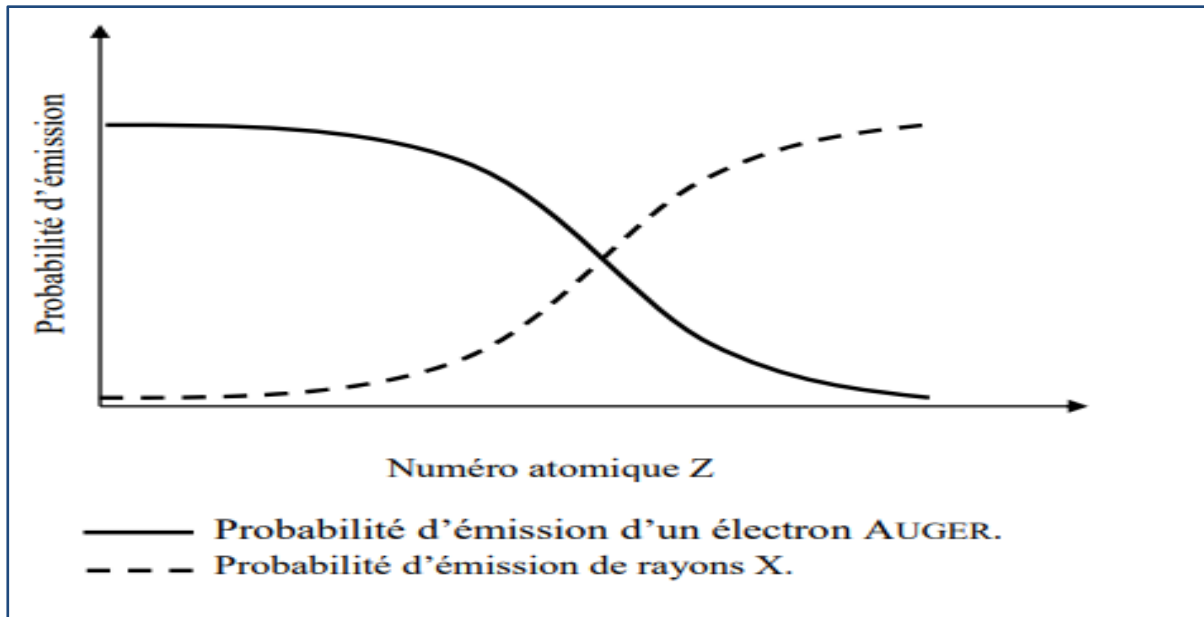 Probabilité d'émission
Numéro atomique Z
Probabilité d'émission d'un électron AUGER.
Probabilité d'émission de rayons X.